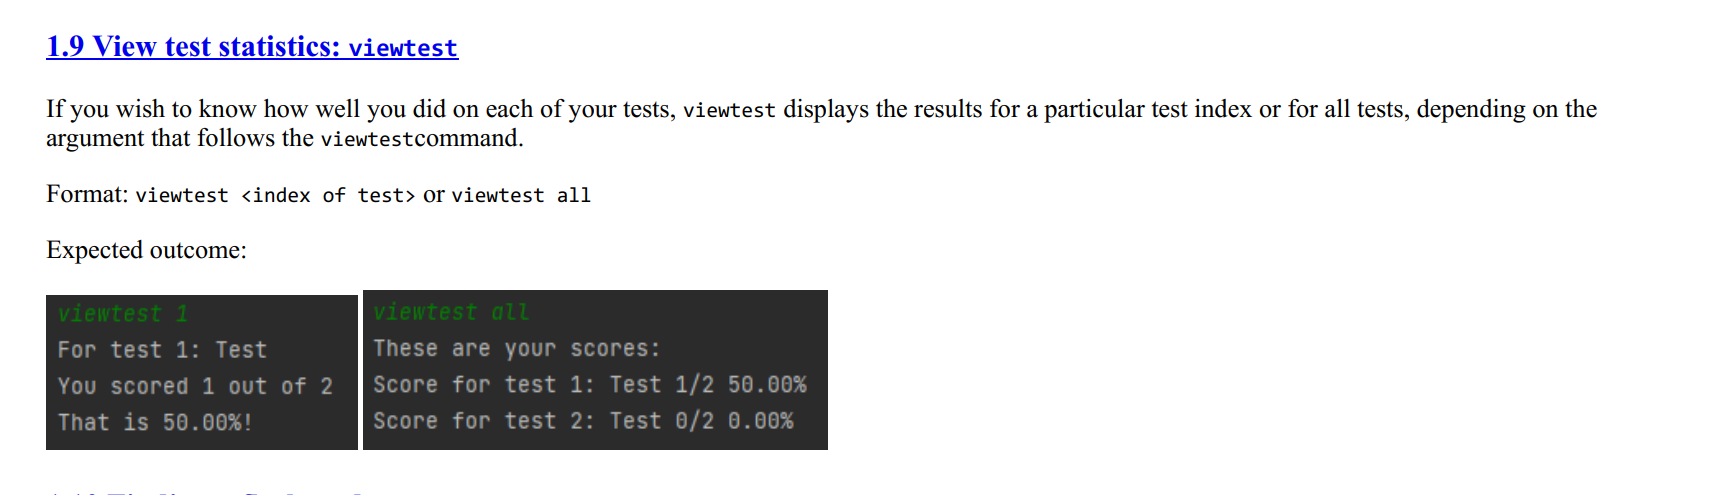 1.9 View test statistics: viewtest
If you wish to know how well you did on each of your tests, viewtest displays the results for a particular test index or for all tests, depending on the
argument that follows the viewtestcommand.
Format: viewtest <index of test> or viewtest all
Expected outcome:
viewtest 1
For test 1: Test
You scored 1 out of 2
That is 50.00%!
viewtest all
These are your scores:
Score for test 1: Test 1/2 50.00%
Score for test 2: Test 0/2 0.00%